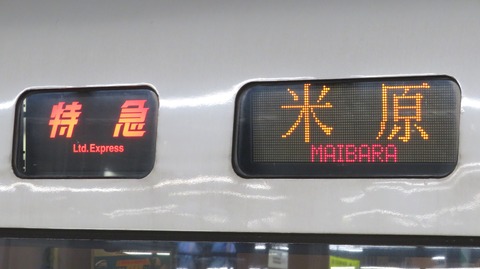 特急
Ltd.Express
米原
MAIBARA